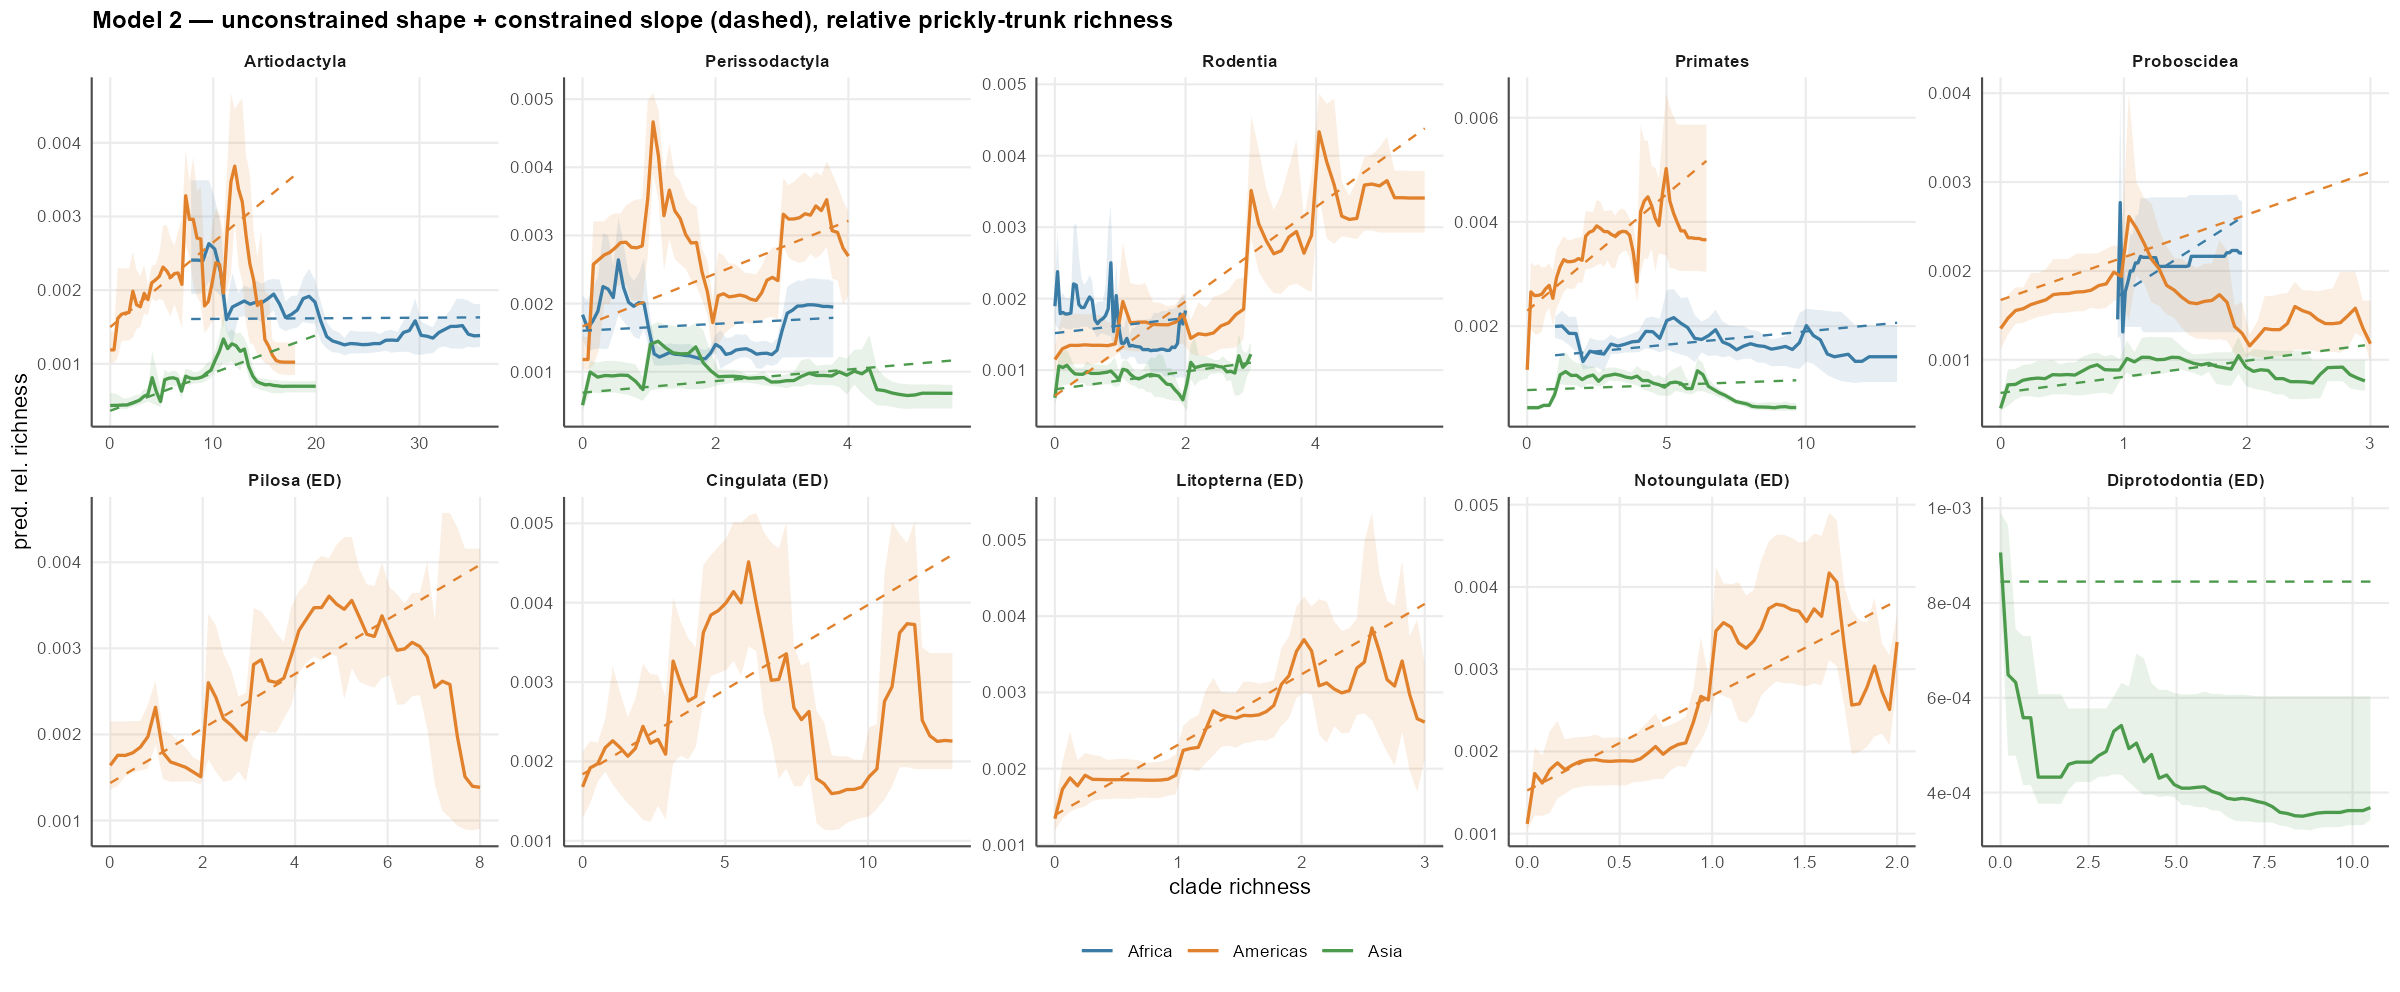 Model 2 — unconstrained shape + constrained slope (dashed), relative prickly-trunk richness
Artiodactyla
Perissodactyla
Rodentia
Primates
Proboscidea
0.004
0.003
0.002
0.001
0 10 20 30
0.005
0.004
0.003
0.002
0.001
0 2 4
0.005
0.004
0.003
0.002
0.001
0 2 4
0.006
0.004
0.002
0 5 10
0.004
0.003
0.002
0.001
0 1 2 3
pred. rel. richness
Pilosa (ED)
Cingulata (ED)
Litopterna (ED)
Notoungulata (ED)
Diprotodontia (ED)
0.004
0.003
0.002
0.001
0 2 4 6 8
0.005
0.004
0.003
0.002
0.001
0 5 10
0.005
0.004
0.003
0.002
0.001
0 1 2 3
0.005
0.004
0.003
0.002
0.001
0.0 0.5 1.0 1.5 2.0
1e-03
8e-04
6e-04
4e-04
0.0 2.5 5.0 7.5 10.0
clade richness
Africa Americas Asia